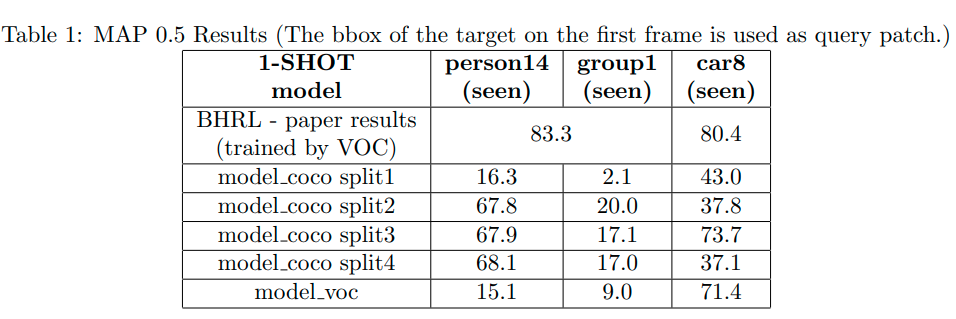 Table 1: MAP 0.5 Results (The bbox of the target on the first frame is used as query patch.)
1-SHOT model person14 (seen) group1 (seen) car8 (seen)
BHRL - paper results (trained by VOC) 83.3 80.4
model_coco split1 16.3 2.1 43.0
model_coco split2 67.8 20.0 37.8
model_coco split3 67.9 17.1 73.7
model_coco split4 68.1 17.0 37.1
model_voc 15.1 9.0 71.4